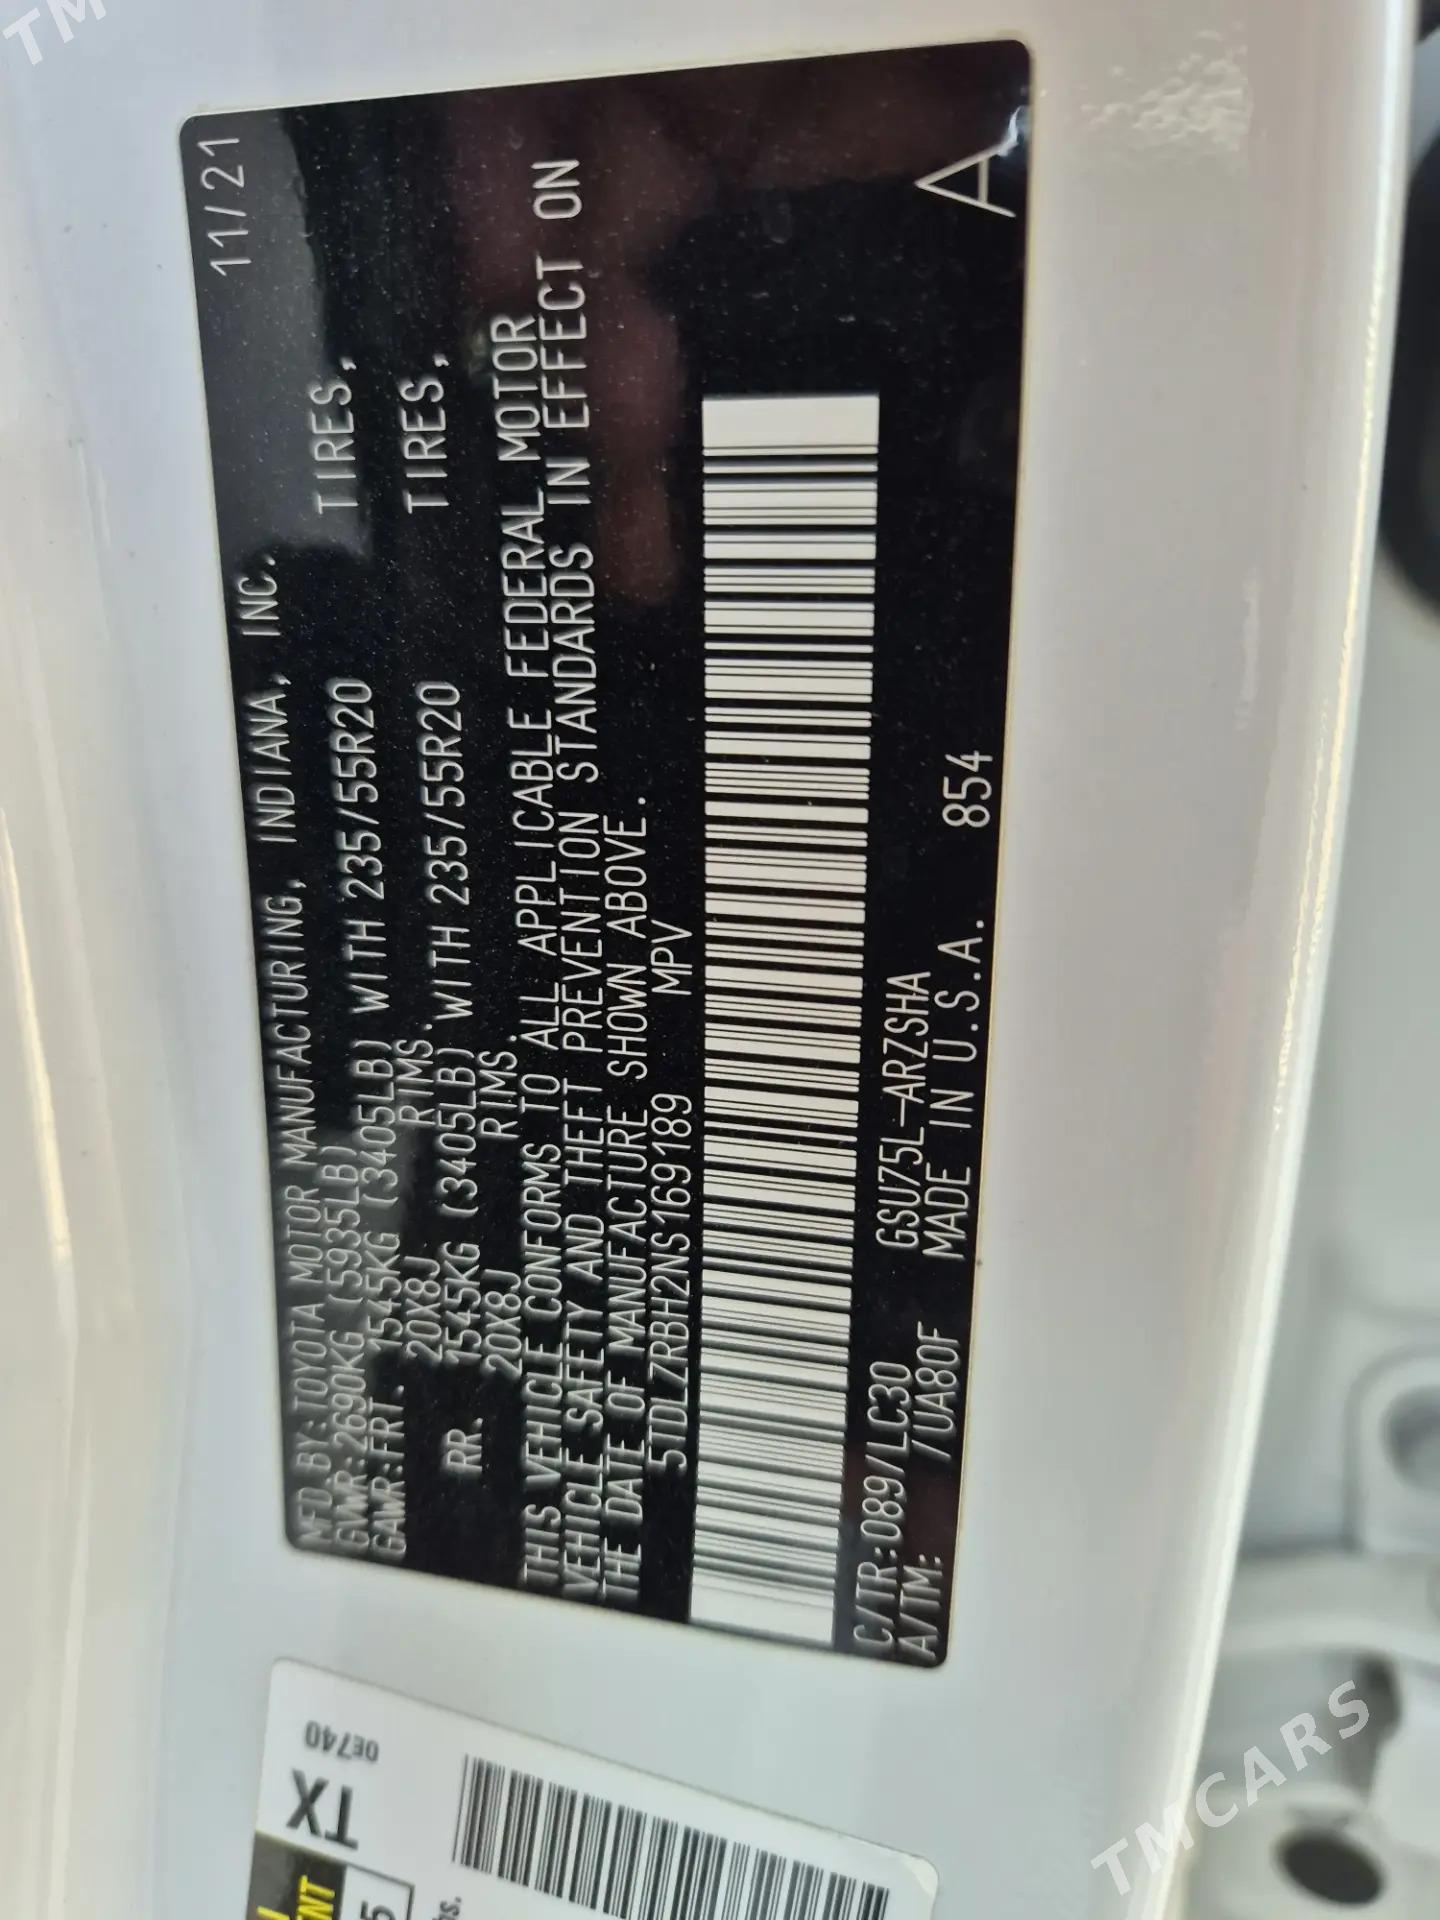 MFD.BY:TOYOTA MOTOR MANUFACTURING, INDIANA, INC. 11/21
GVWR:2690KG (5935LB)
GAWR:FRT. 1545KG (3405LB) WITH 235/55R20 TIRES,
20X8J RIMS.
RR. 1545KG (3405LB) WITH 235/55R20 TIRES,
20X8J RIMS.
THIS VEHICLE CONFORMS TO ALL APPLICABLE FEDERAL MOTOR
VEHICLE SAFETY AND THEFT PREVENTION STANDARDS IN EFFECT ON
THE DATE OF MANUFACTURE SHOWN ABOVE.
5TDLZRBH2NS169189 MPV
C/TR:089/LC30 GSU75L-ARZSHA
A/TM: /UA80F MADE IN U.S.A. 854 A
0E740
TX
TMCARS